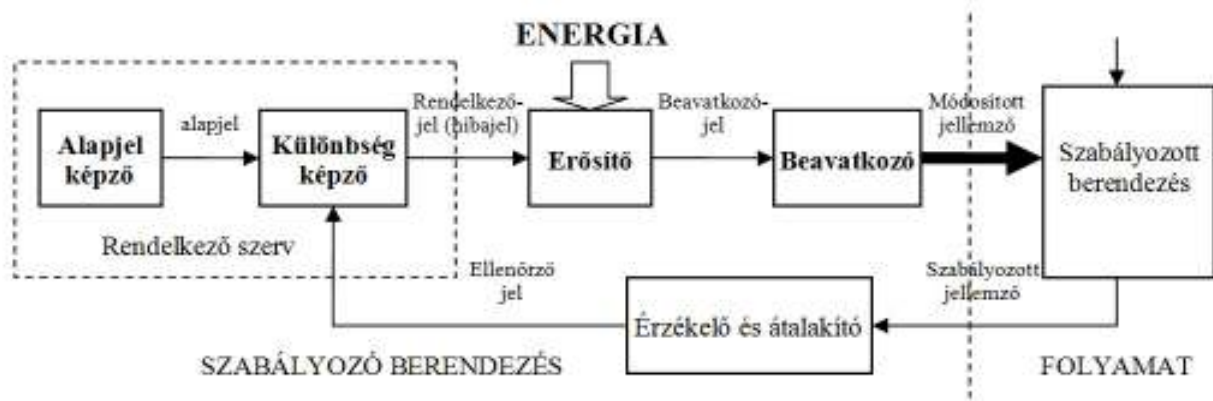 ENERGIA
Alapjel
képző
alapjel
Különbség
képző
Rendelkező-
jel (hibajel)
Erősítő
Beavatkozó-
jel
Beavatkozó
Módosított
jellemző
Szabályozott
berendezés
Rendelkező szerv
Ellenőrző
jel
Érzékelő és átalakító
Szabályozott
jellemző
SZABÁLYOZÓ BERENDEZÉS
FOLYAMAT